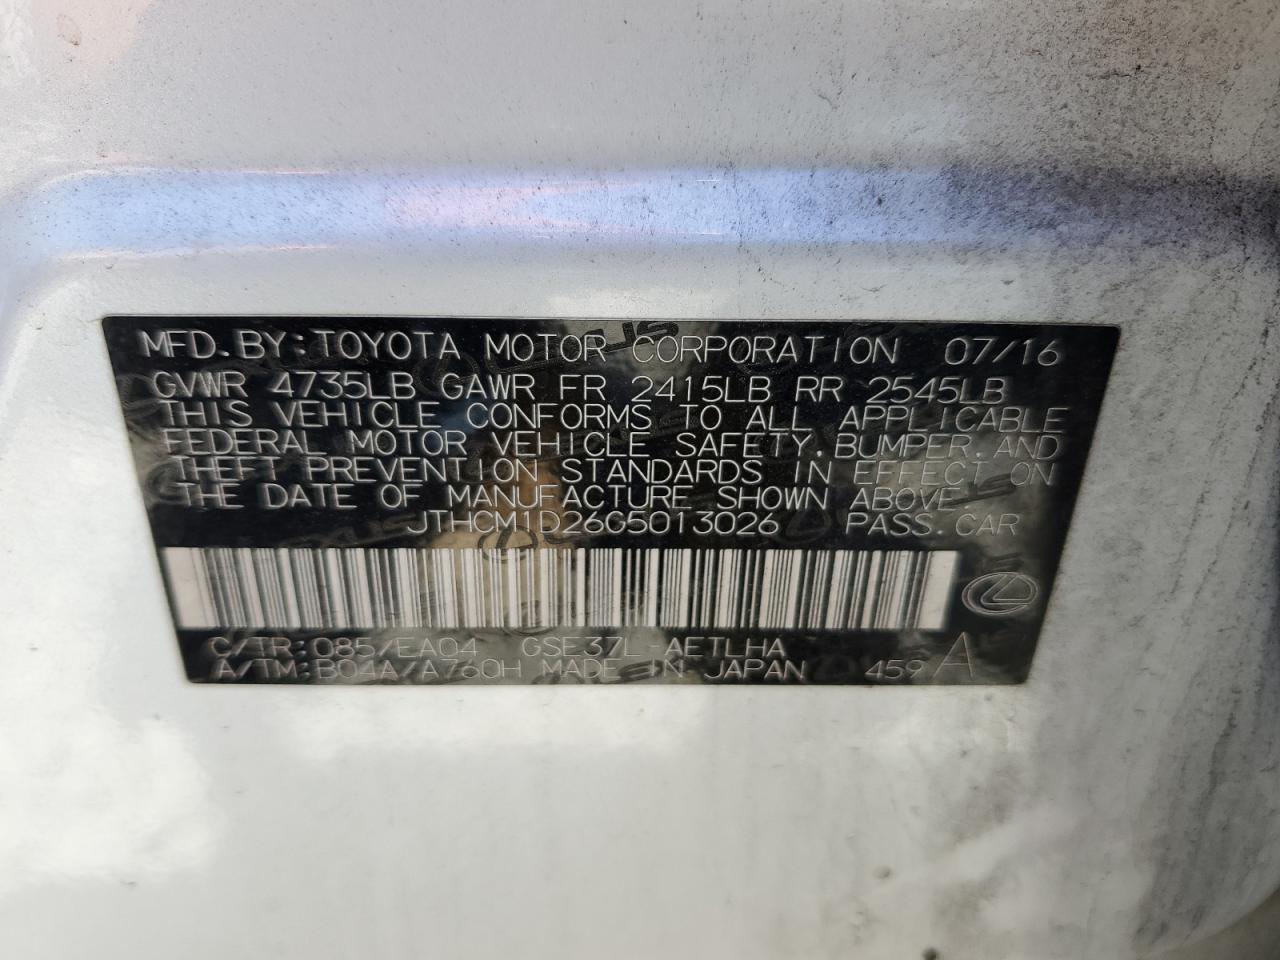 MFD.BY:TOYOTA MOTOR CORPORATION 07/16
GVWR 4735LB GAWR FR 2415LB RR 2545LB
THIS VEHICLE CONFORMS TO ALL APPLICABLE
FEDERAL MOTOR VEHICLE SAFETY,BUMPER,AND
THEFT PREVENTION STANDARDS IN EFFECT ON
THE DATE OF MANUFACTURE SHOWN ABOVE.
JTHCM1D26G5013026 PASS.CAR
C/TR:085/EA04 GSE37L-AETLHA
A/TM:B04A/A760H MADE IN JAPAN 459 A